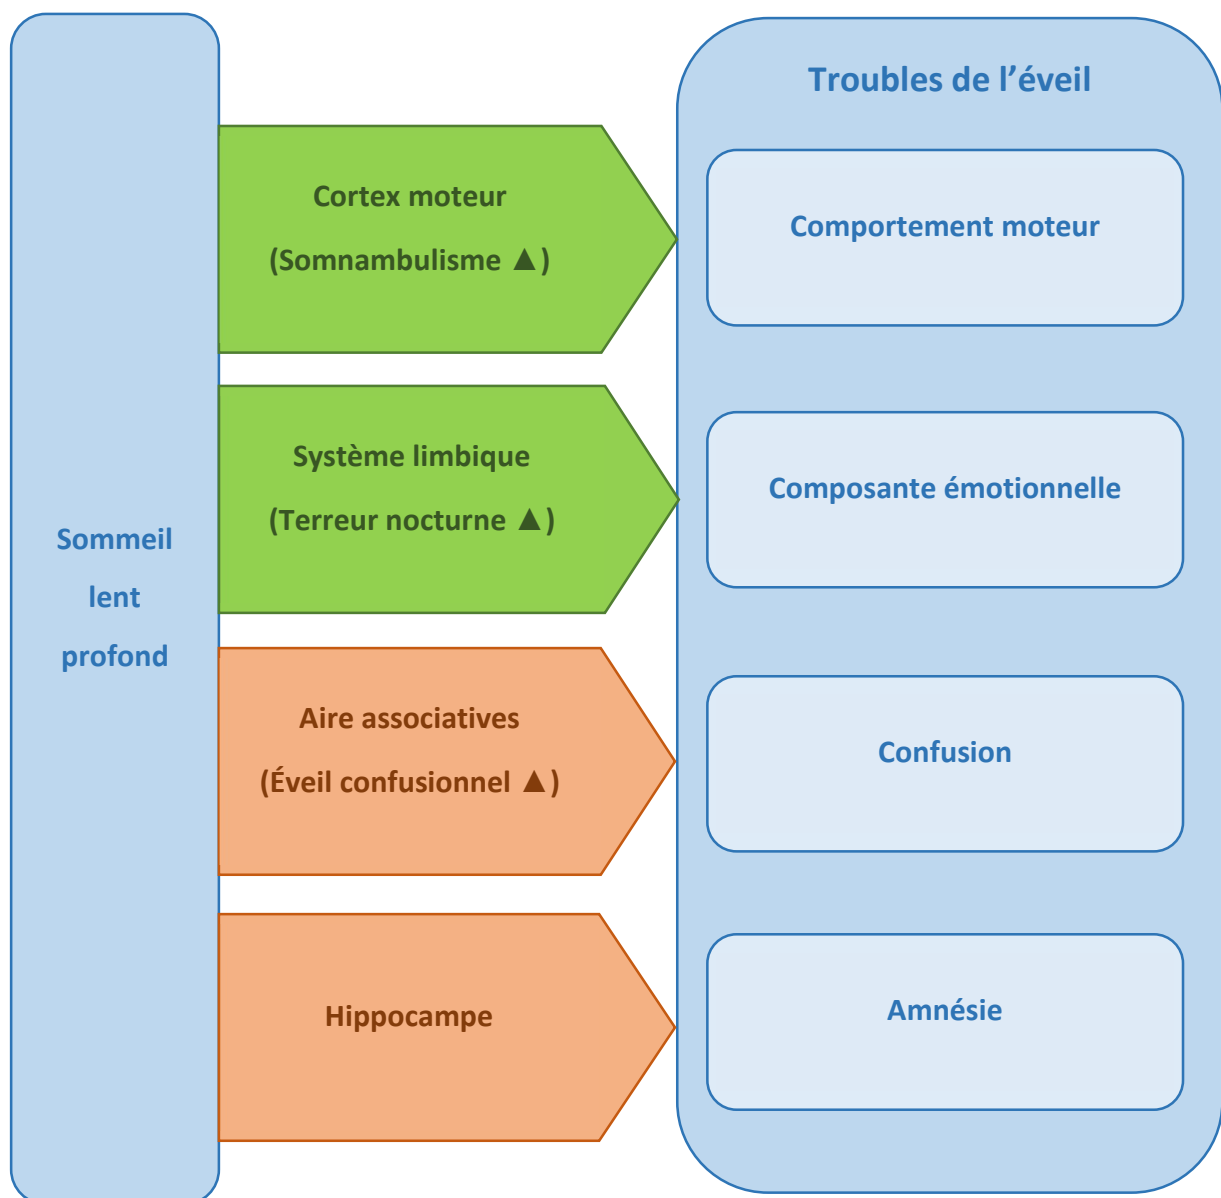 Troubles de l’éveil
Cortex moteur
(Somnambulisme ▲)
Comportement moteur
Système limbique
(Terreur nocturne ▲)
Composante émotionnelle
Sommeil
lent
profond
Aire associatives
(Éveil confusionnel ▲)
Confusion
Hippocampe
Amnésie